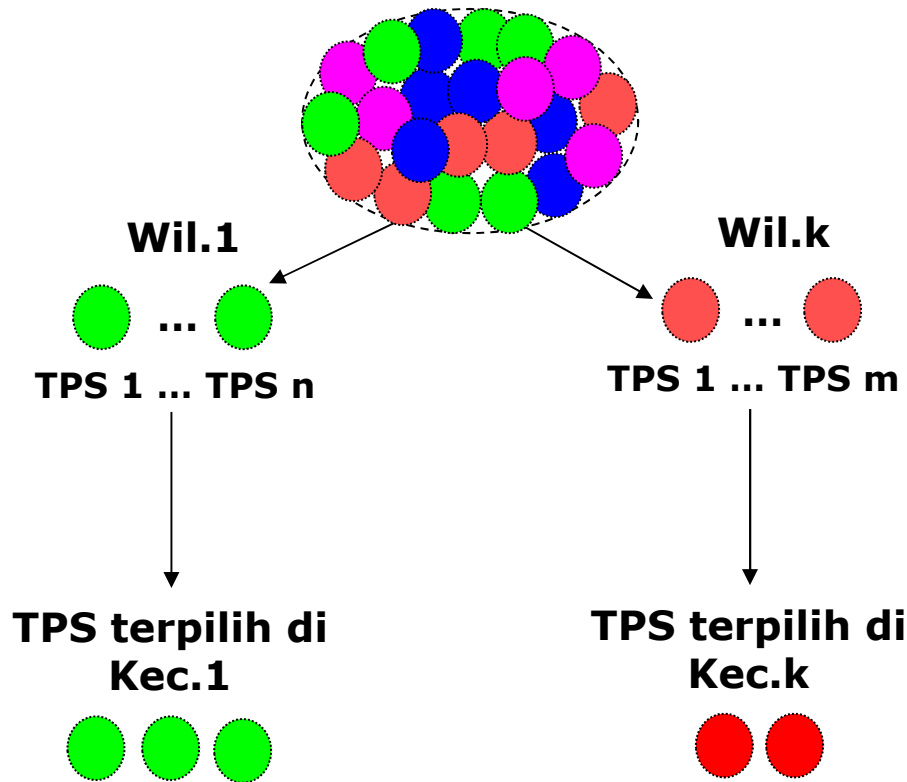 Wil.1
Wil.k
... 
...
TPS 1 ... TPS n
TPS 1 ... TPS m
TPS terpilih di
Kec.1
TPS terpilih di
Kec.k